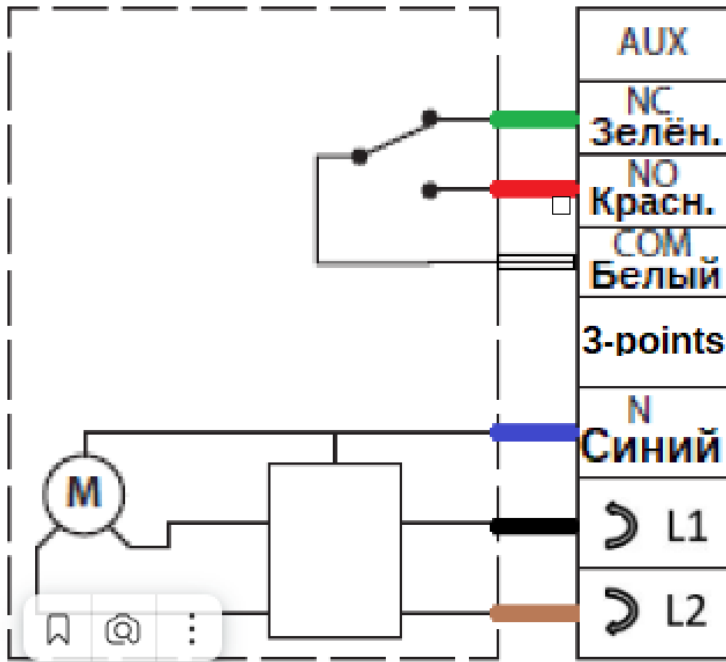 AUX
NC
Зелён.
NO
Красн.
COM
Белый
3-points
N
Синий
M
L1
L2